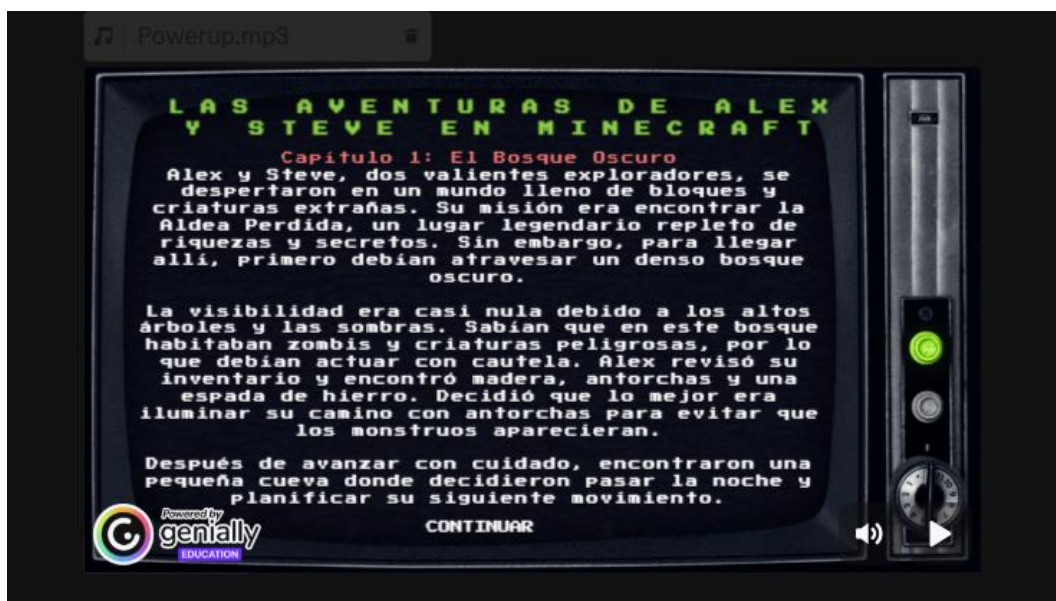 Powerup.mp3
LAS AVENTURAS DE ALEX
Y STEVE EN MINECRAFT
Capítulo 1: El Bosque Oscuro
Alex y Steve, dos valientes exploradores, se
despertaron en un mundo lleno de bloques y
criaturas extrañas. Su misión era encontrar la
Aldea Perdida, un lugar legendario repleto de
riquezas y secretos. Sin embargo, para llegar
allí, primero debían atravesar un denso bosque
oscuro.
La visibilidad era casi nula debido a los altos
árboles y las sombras. Sabían que en este bosque
habitaban zombis y criaturas peligrosas, por lo
que debían actuar con cautela. Alex revisó su
inventario y encontró madera, antorchas y una
espada de hierro. Decidió que lo mejor era
iluminar su camino con antorchas para evitar que
los monstruos aparecieran.
Después de avanzar con cuidado, encontraron una
pequeña cueva donde decidieron pasar la noche y
planificar su siguiente movimiento.
CONTINUAR
Powered by
genially
EDUCATION